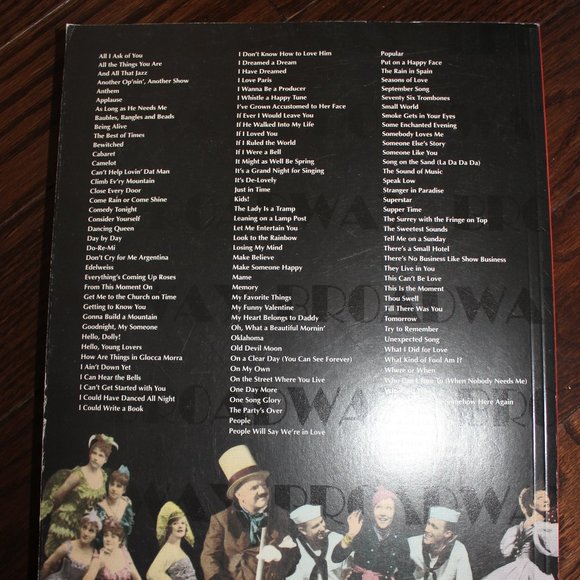 All I Ask of You
All the Things You Are
And All That Jazz
Another Op'nin', Another Show
Anthem
Applause
As Long as He Needs Me
Baubles, Bangles and Beads
Being Alive
The Best of Times
Bewitched
Cabaret
Camelot
Can't Help Lovin' Dat Man
Climb Ev'ry Mountain
Close Every Door
Come Rain or Come Shine
Comedy Tonight
Consider Yourself
Dancing Queen
Day by Day
Do-Re-Mi
Don't Cry for Me Argentina
Edelweiss
Everything's Coming Up Roses
From This Moment On
Get Me to the Church on Time
Getting to Know You
Gonna Build a Mountain
Goodnight, My Someone
Hello, Dolly!
Hello, Young Lovers
How Are Things in Glocca Morra
I Ain't Down Yet
I Can Hear the Bells
I Can't Get Started with You
I Could Have Danced All Night
I Could Write a Book
I Don't Know How to Love Him
I Dreamed a Dream
I Have Dreamed
I Love Paris
I Wanna Be a Producer
I Whistle a Happy Tune
I've Grown Accustomed to Her Face
If Ever I Would Leave You
If He Walked Into My Life
If I Loved You
If I Ruled the World
If I Were a Bell
It Might as Well Be Spring
It's a Grand Night for Singing
It's De-Lovely
Just in Time
Kids!
The Lady Is a Tramp
Leaning on a Lamp Post
Let Me Entertain You
Look to the Rainbow
Losing My Mind
Make Believe
Make Someone Happy
Mame
Memory
My Favorite Things
My Funny Valentine
My Heart Belongs to Daddy
Oh, What a Beautiful Mornin'
Oklahoma
Old Devil Moon
On a Clear Day (You Can See Forever)
On My Own
On the Street Where You Live
One Day More
One Song Glory
The Party's Over
People
People Will Say We're in Love
Popular
Put on a Happy Face
The Rain in Spain
Seasons of Love
September Song
Seventy Six Trombones
Small World
Smoke Gets in Your Eyes
Some Enchanted Evening
Somebody Loves Me
Someone Else's Story
Someone Like You
Song on the Sand (La Da Da Da)
The Sound of Music
Speak Low
Stranger in Paradise
Superstar
Supper Time
The Surrey with the Fringe on Top
The Sweetest Sounds
Tell Me on a Sunday
There's a Small Hotel
There's No Business Like Show Business
They Live in You
This Can't Be Love
This Is the Moment
Thou Swell
Till There Was You
Tomorrow
Try to Remember
Unexpected Song
What I Did for Love
What Kind of Fool Am I?
Where or When
(When Nobody Needs Me)
Here Again